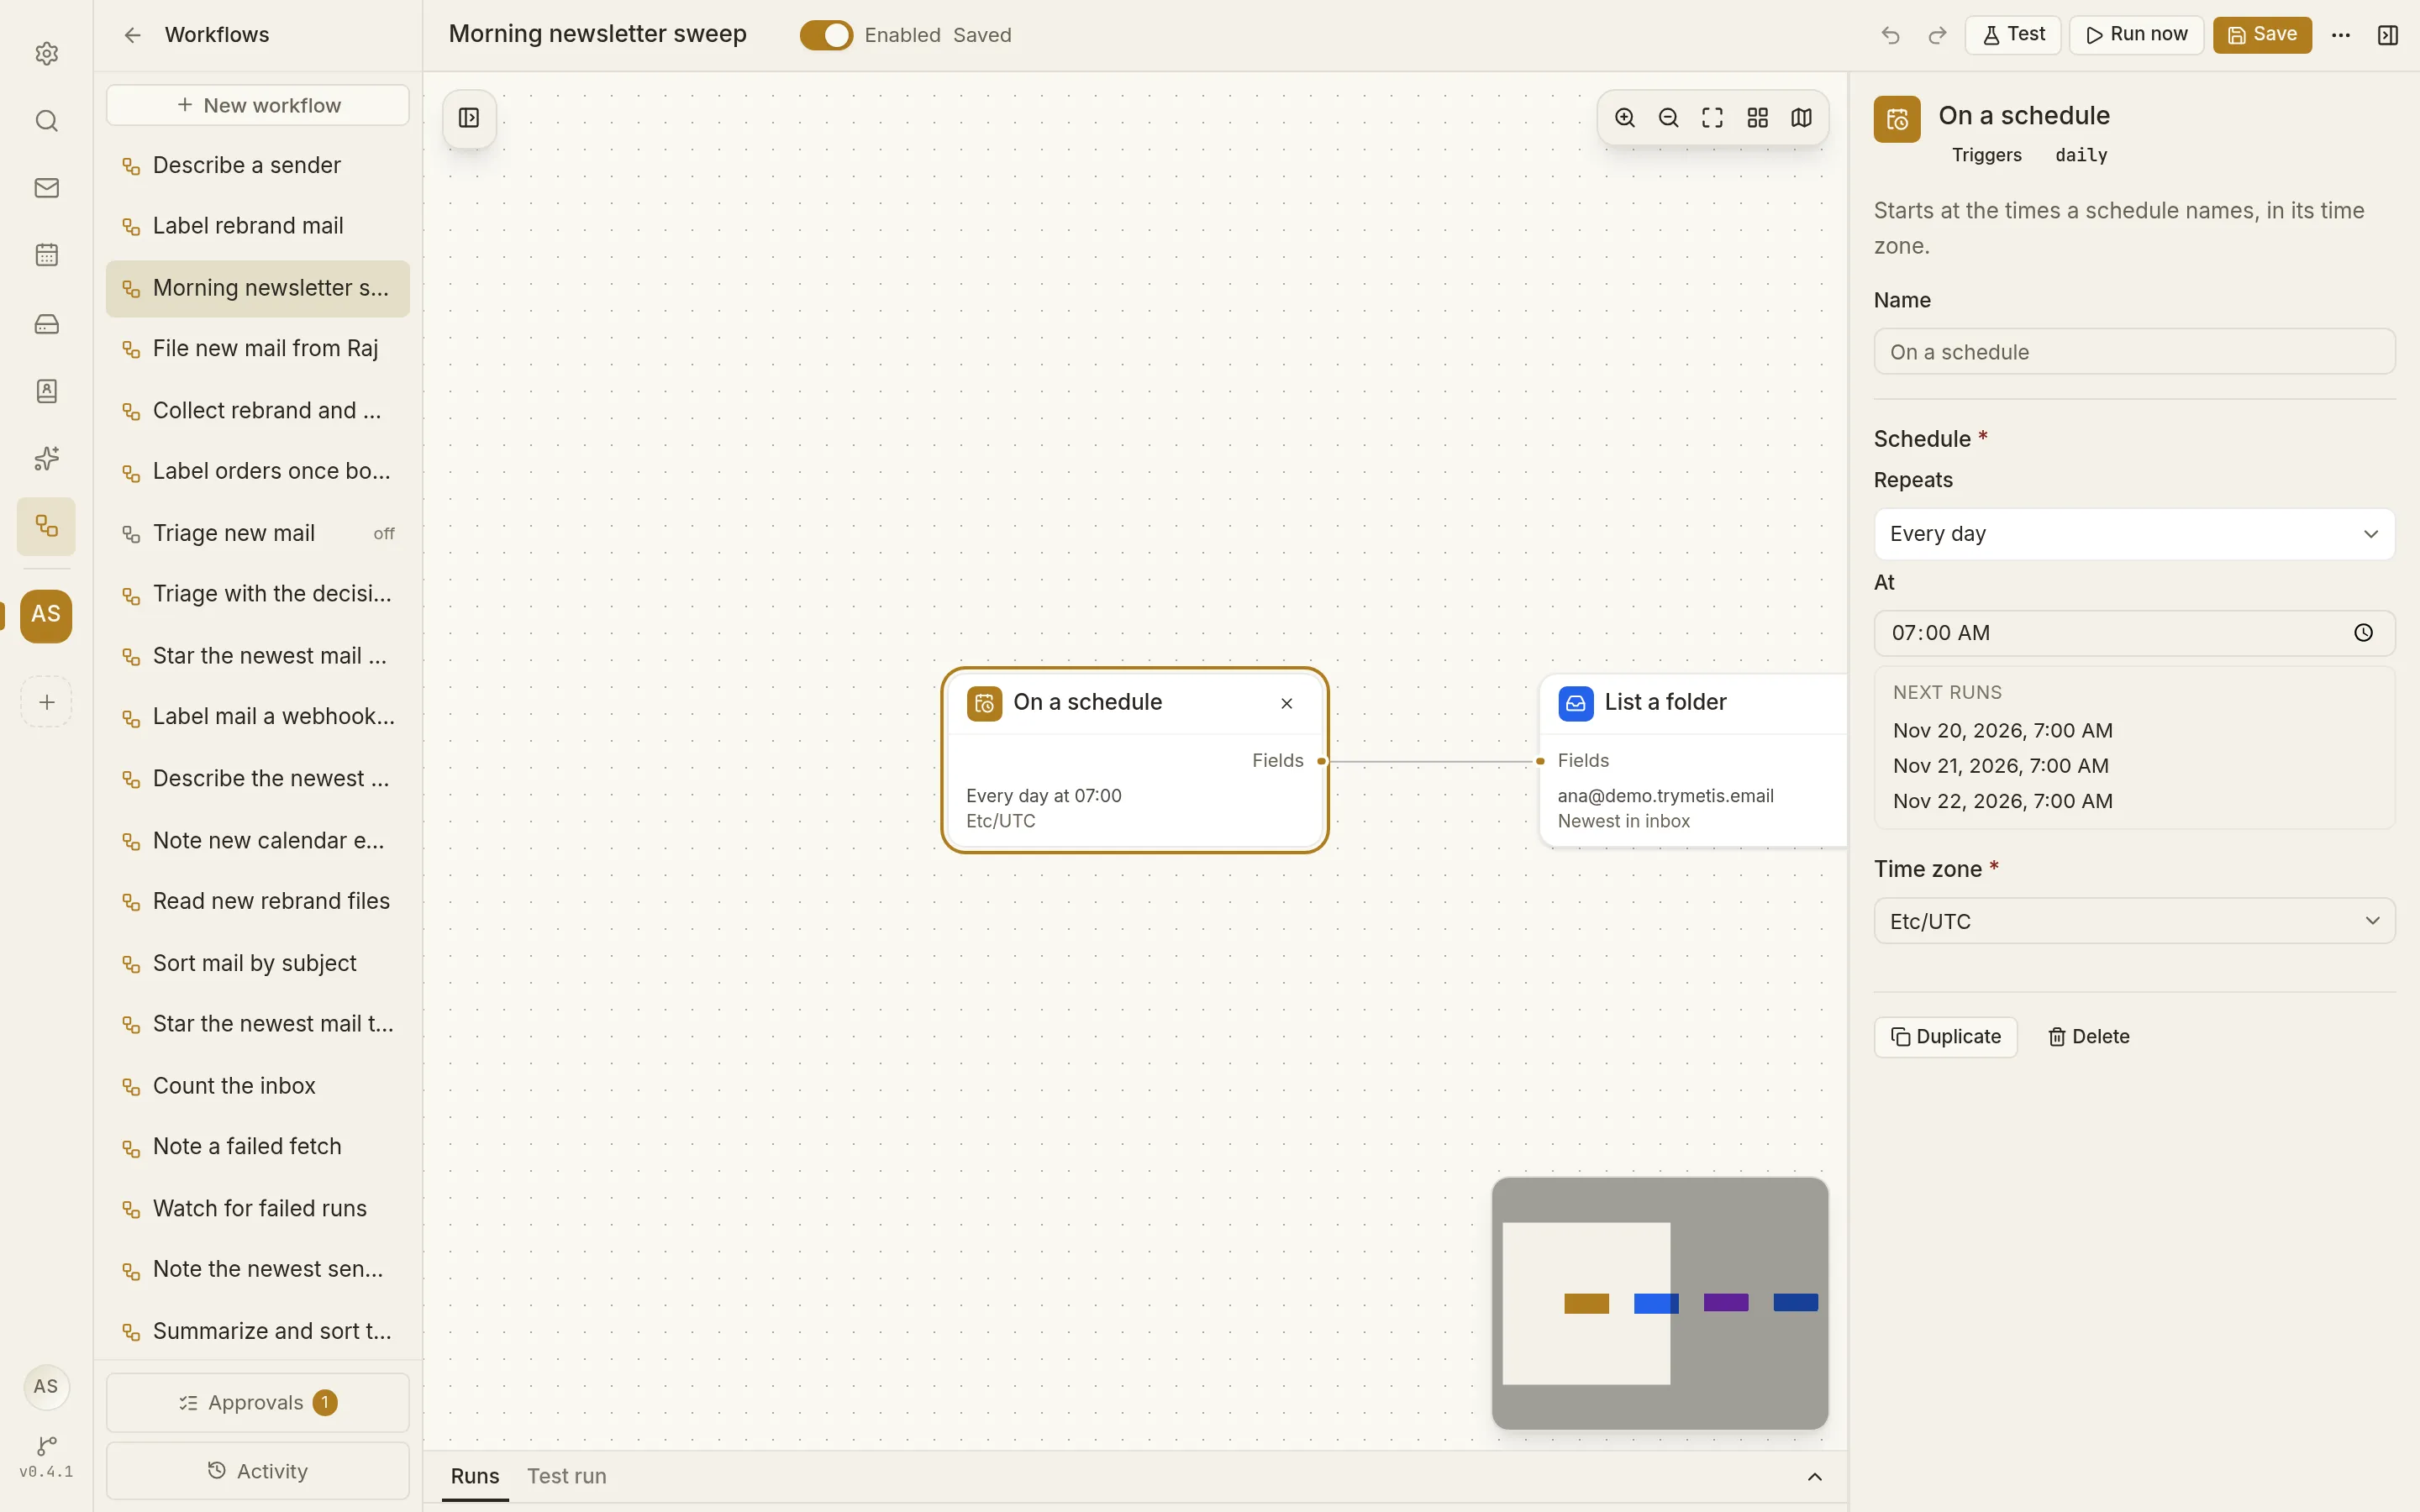 Workflows
New workflow
Describe a sender
Label rebrand mail
Morning newsletter s...
File new mail from Raj
Collect rebrand and ...
Label orders once bo...
Triage new mail off
Triage with the decisi...
Star the newest mail ...
Label mail a webhook...
Describe the newest ...
Note new calendar e...
Read new rebrand files
Sort mail by subject
Star the newest mail t...
Count the inbox
Note a failed fetch
Watch for failed runs
Note the newest sen...
Summarize and sort t...
Approvals 1
Activity
AS
AS
v0.4.1
Morning newsletter sweep
Enabled Saved
Test
Run now
Save
On a schedule
Fields
Every day at 07:00
Etc/UTC
List a folder
Fields
ana@demo.trymetis.email
Newest in inbox
Runs Test run
On a schedule
Triggers daily
Starts at the times a schedule names, in its time
zone.
Name
On a schedule
Schedule *
Repeats
Every day
At
07:00 AM
NEXT RUNS
Nov 20, 2026, 7:00 AM
Nov 21, 2026, 7:00 AM
Nov 22, 2026, 7:00 AM
Time zone *
Etc/UTC
Duplicate Delete